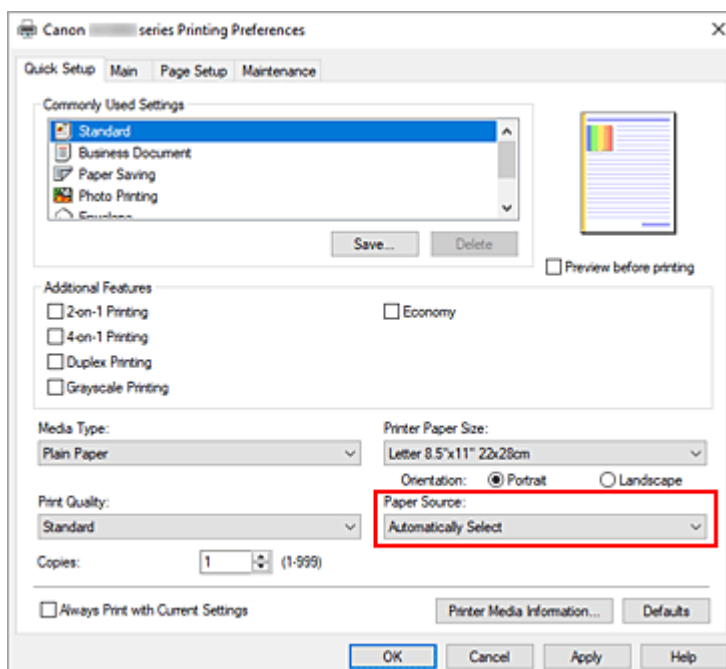 Canon series Printing Preferences
Quick Setup Main Page Setup Maintenance
Commonly Used Settings
Standard
Business Document
Paper Saving
Photo Printing
Envelope
Save... Delete
Preview before printing
Additional Features
2-on-1 Printing Economy
4-on-1 Printing
Duplex Printing
Grayscale Printing
Media Type: Printer Paper Size:
Plain Paper Letter 8.5"x11" 22x28cm
Orientation: Portrait Landscape
Print Quality: Paper Source:
Standard Automatically Select
Copies: 1 (1-999)
Always Print with Current Settings Printer Media Information... Defaults
OK Cancel Apply Help